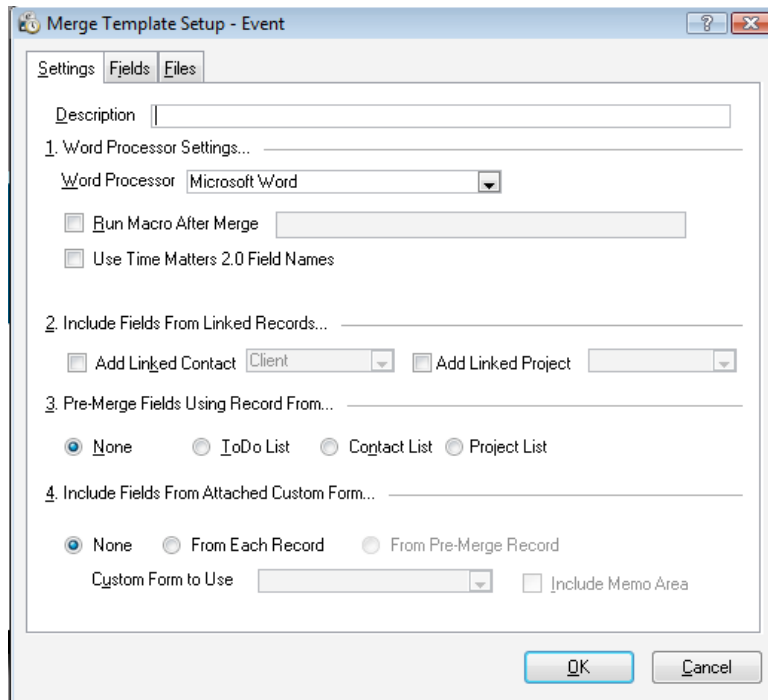 Merge Template Setup - Event
Settings Fields Files
Description
1. Word Processor Settings...
Word Processor Microsoft Word
Run Macro After Merge
Use Time Matters 2.0 Field Names
2. Include Fields From Linked Records...
Add Linked Contact Client Add Linked Project
3. Pre-Merge Fields Using Record From...
None ToDo List Contact List Project List
4. Include Fields From Attached Custom Form...
None From Each Record From Pre-Merge Record
Custom Form to Use Include Memo Area
OK Cancel